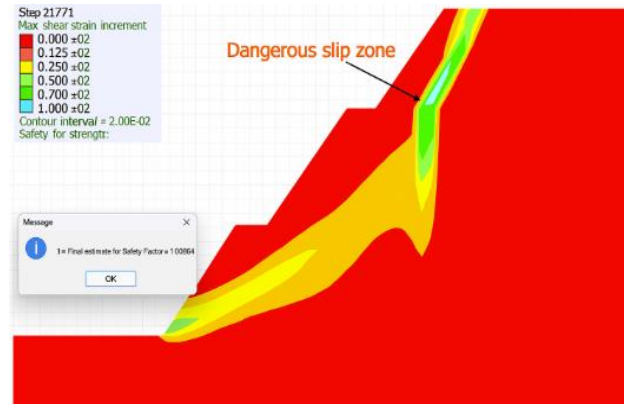 Step 21771
Max shear strain increment
0.000 ±02
0.125 ±02
0.250 ±02
0.500 ±02
0.700 ±02
1.000 ±02
Contour interval = 2.00E-02
Safety for strengtr:
Dangerous slip zone
Message
1= Final estimate for Safety Factor= 1.00864
OK